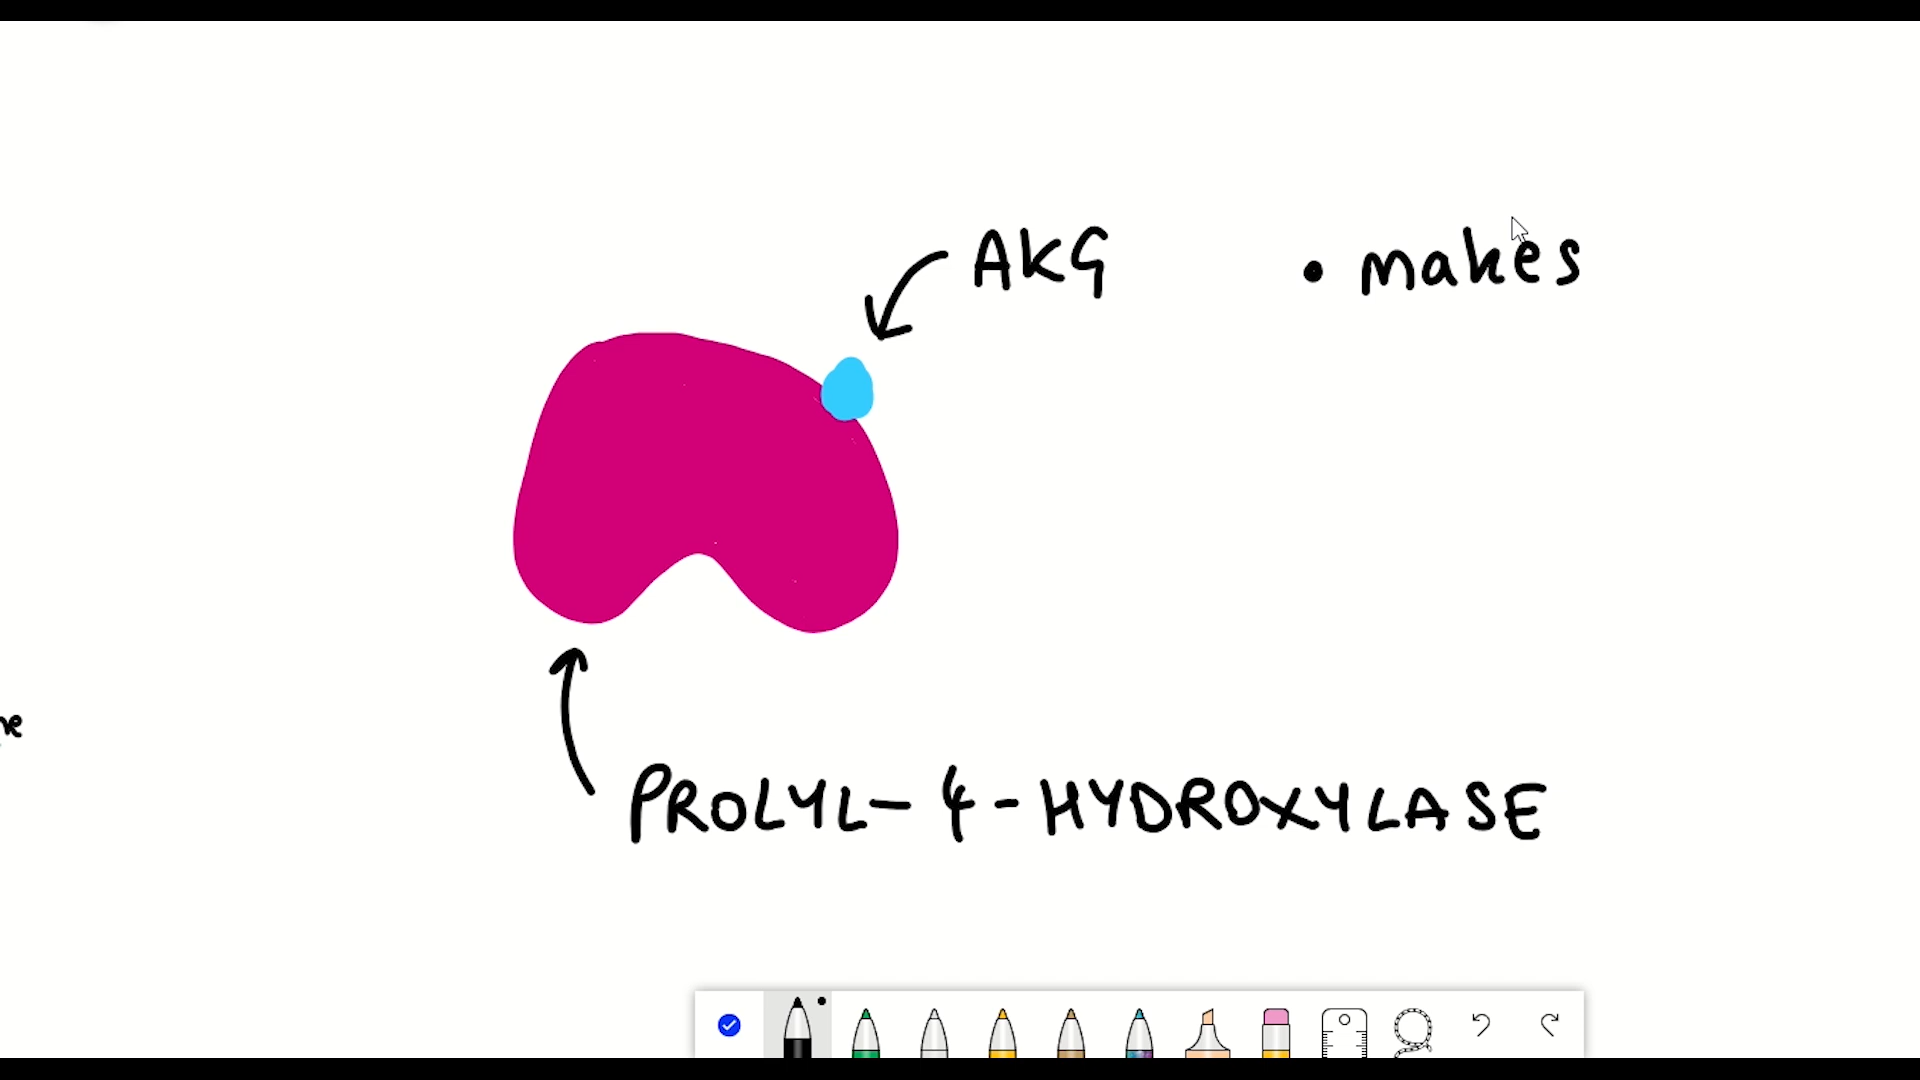 AKG
• makes
PROLYL-4-HYDROXYLASE